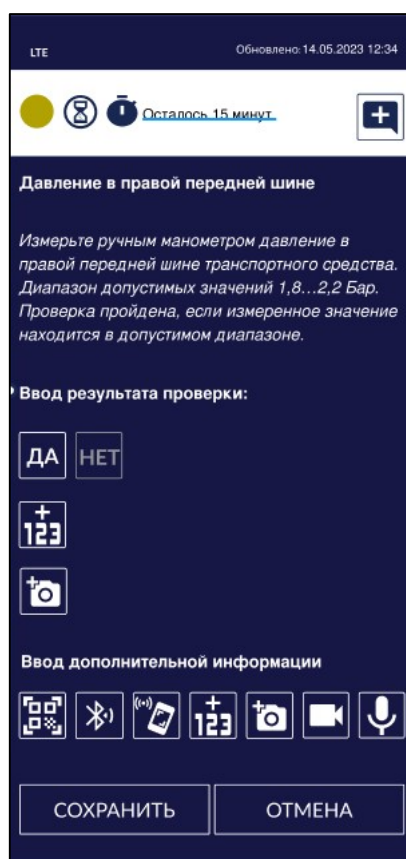 LTE
Обновлено:14.05.2023 12:34
Осталось 15 минут
Давление в правой передней шине
Измерьте ручным манометром давление в
правой передней шине транспортного средства.
Диапазон допустимых значений 1,8...2,2 Бар.
Проверка пройдена, если измеренное значение
находится в допустимом диапазоне.
Ввод результата проверки:
ДА НЕТ
+
123
Ввод дополнительной информации
+
123
СОХРАНИТЬ ОТМЕНА